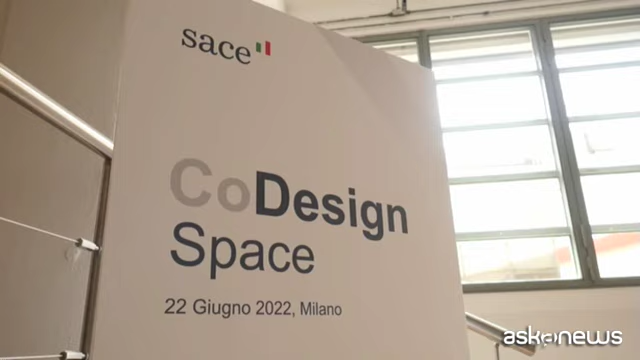 sace
CoDesign
Space
22 Giugno 2022, Milano
askanews